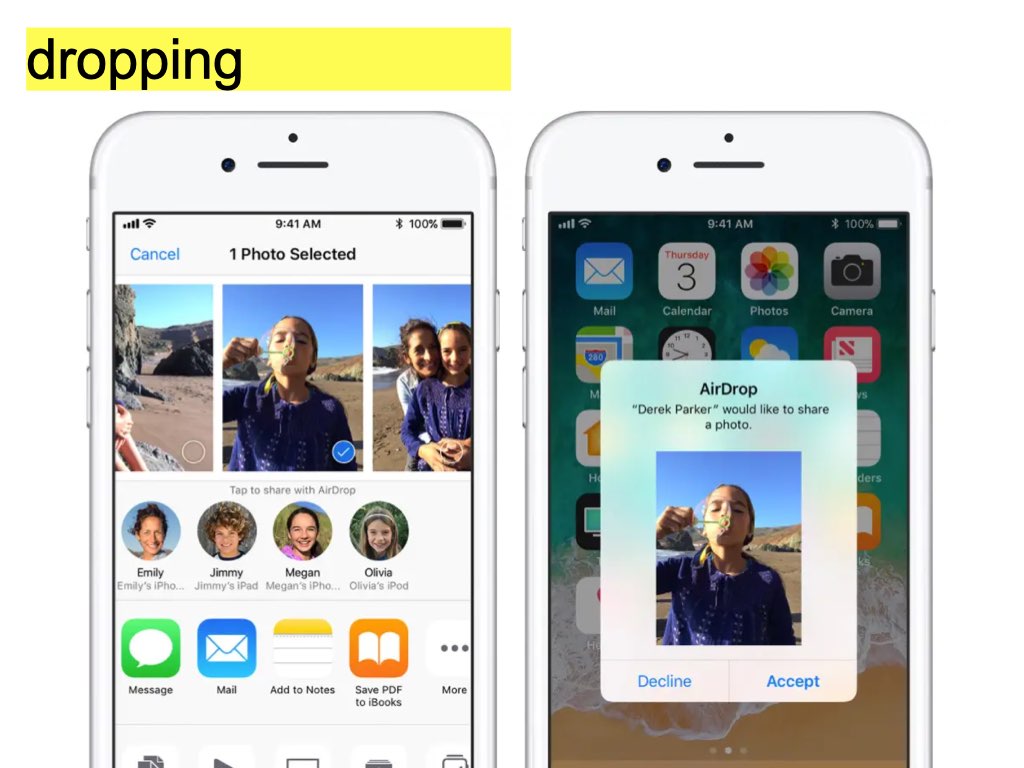 dropping
9:41 AM
100%
Cancel
1 Photo Selected
Tap to share with AirDrop
Emily
Jimmy
Megan
Olivia
Emily's iPho...
Jimmy's iPad
Megan's iPho...
Olivia's iPod
Message
Mail
Add to Notes
Save PDF
to iBooks
More
9:41 AM
100%
Thursday
3
Mail
Calendar
Photos
Camera
280
12
AirDrop
“Derek Parker” would like to share
a photo.
Decline
Accept